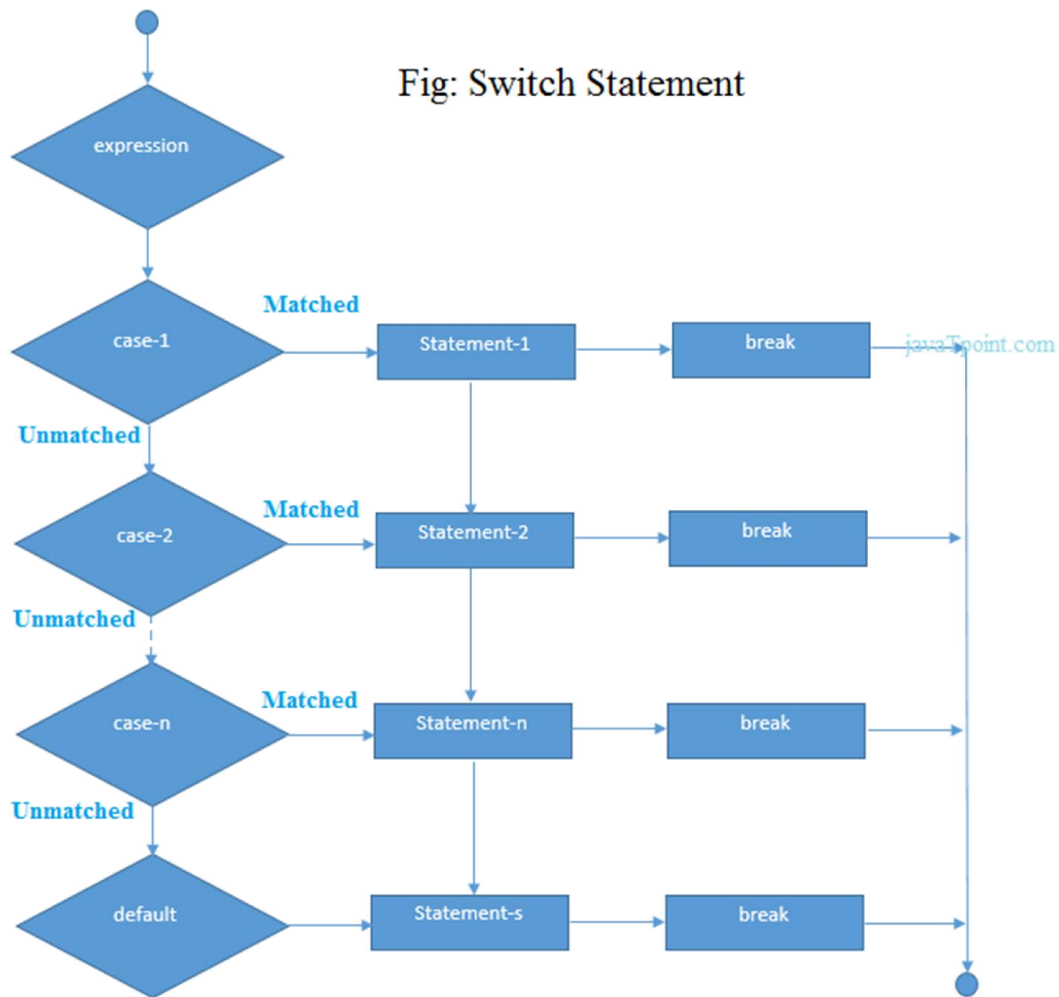 Fig: Switch Statement
expression
Matched
case-1
Statement-1
break
javaTpoint.com
Unmatched
Matched
case-2
Statement-2
break
Unmatched
Matched
case-n
Statement-n
break
Unmatched
default
Statement-s
break